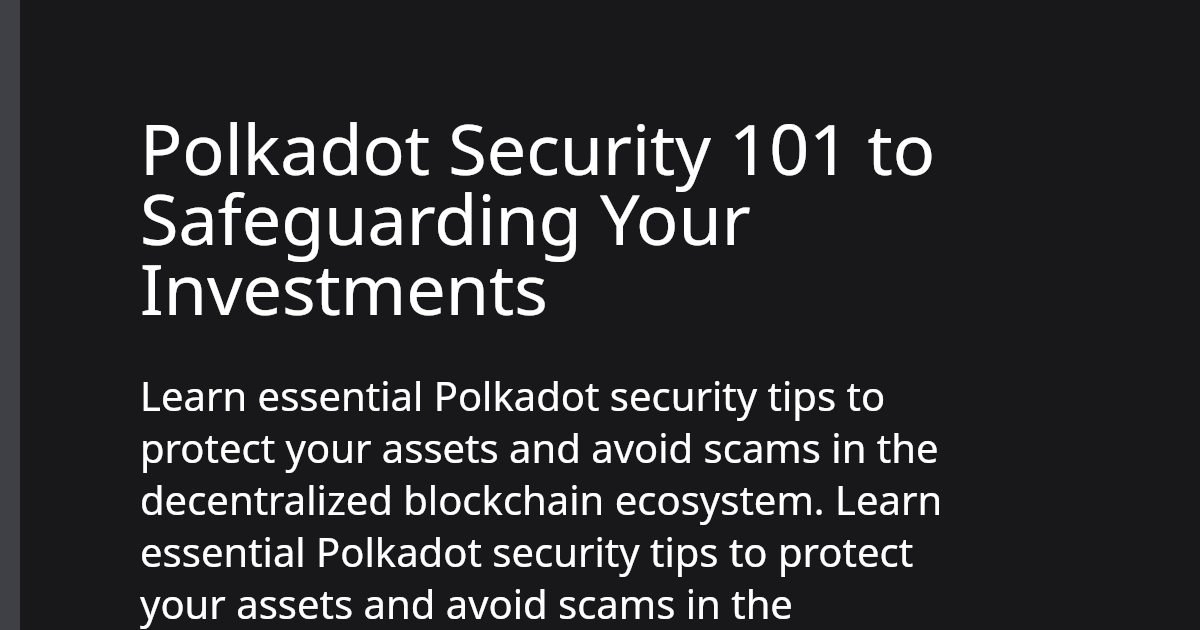 Polkadot Security 101 to
Safeguarding Your
Investments
Learn essential Polkadot security tips to
protect your assets and avoid scams in the
decentralized blockchain ecosystem. Learn
essential Polkadot security tips to protect
your assets and avoid scams in the